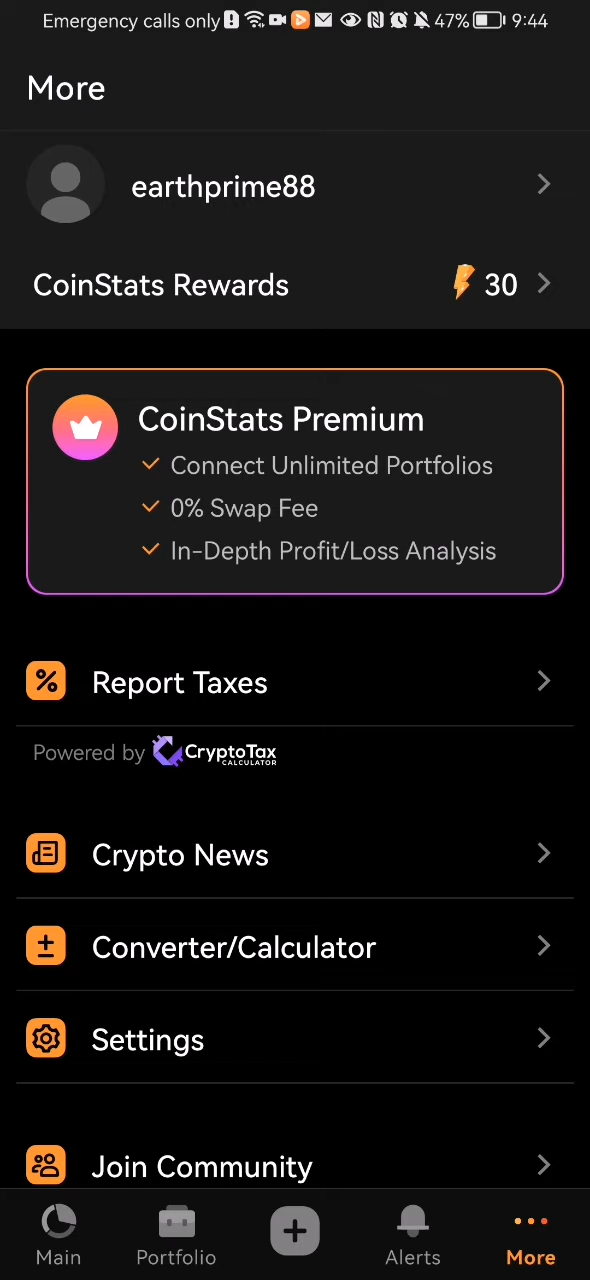 Emergency calls only 47% 9:44
More
earthprime88
CoinStats Rewards 30
CoinStats Premium
Connect Unlimited Portfolios
0% Swap Fee
In-Depth Profit/Loss Analysis
Report Taxes
Powered by CryptoTax
CALCULATOR
Crypto News
Converter/Calculator
Settings
Join Community
Main Portfolio Alerts More